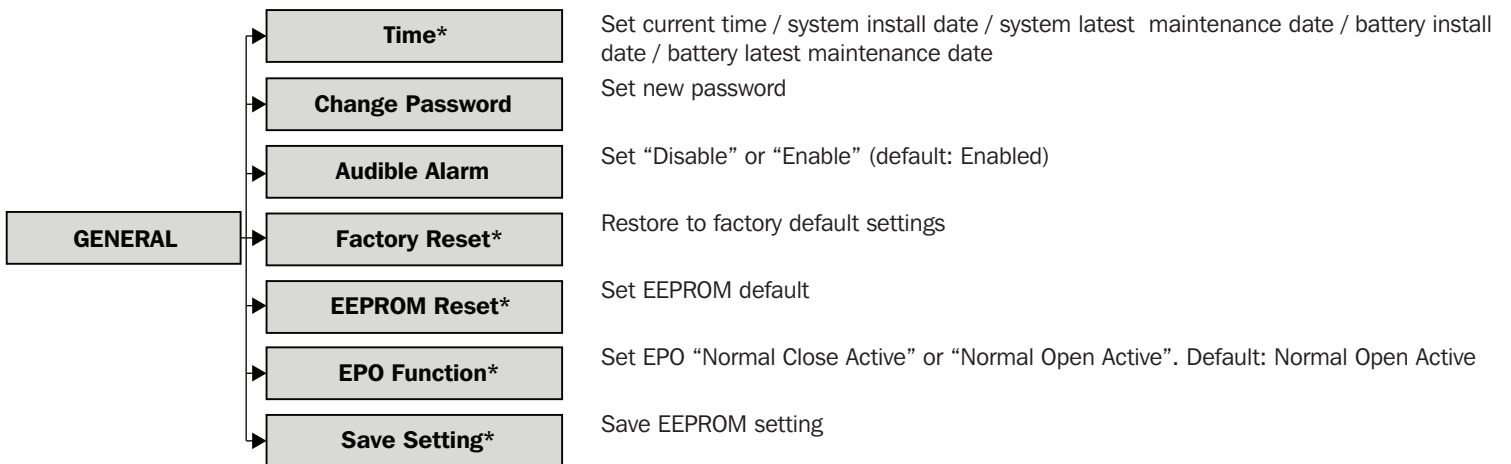 Time*
Set current time / system install date / system latest  maintenance date / battery install
date / battery latest maintenance date
Change Password
Set new password
Audible Alarm
Set “Disable” or “Enable” (default: Enabled)
GENERAL
Factory Reset*
Restore to factory default settings
EEPROM Reset*
Set EEPROM default
EPO Function*
Set EPO “Normal Close Active” or “Normal Open Active”. Default: Normal Open Active
Save Setting*
Save EEPROM setting